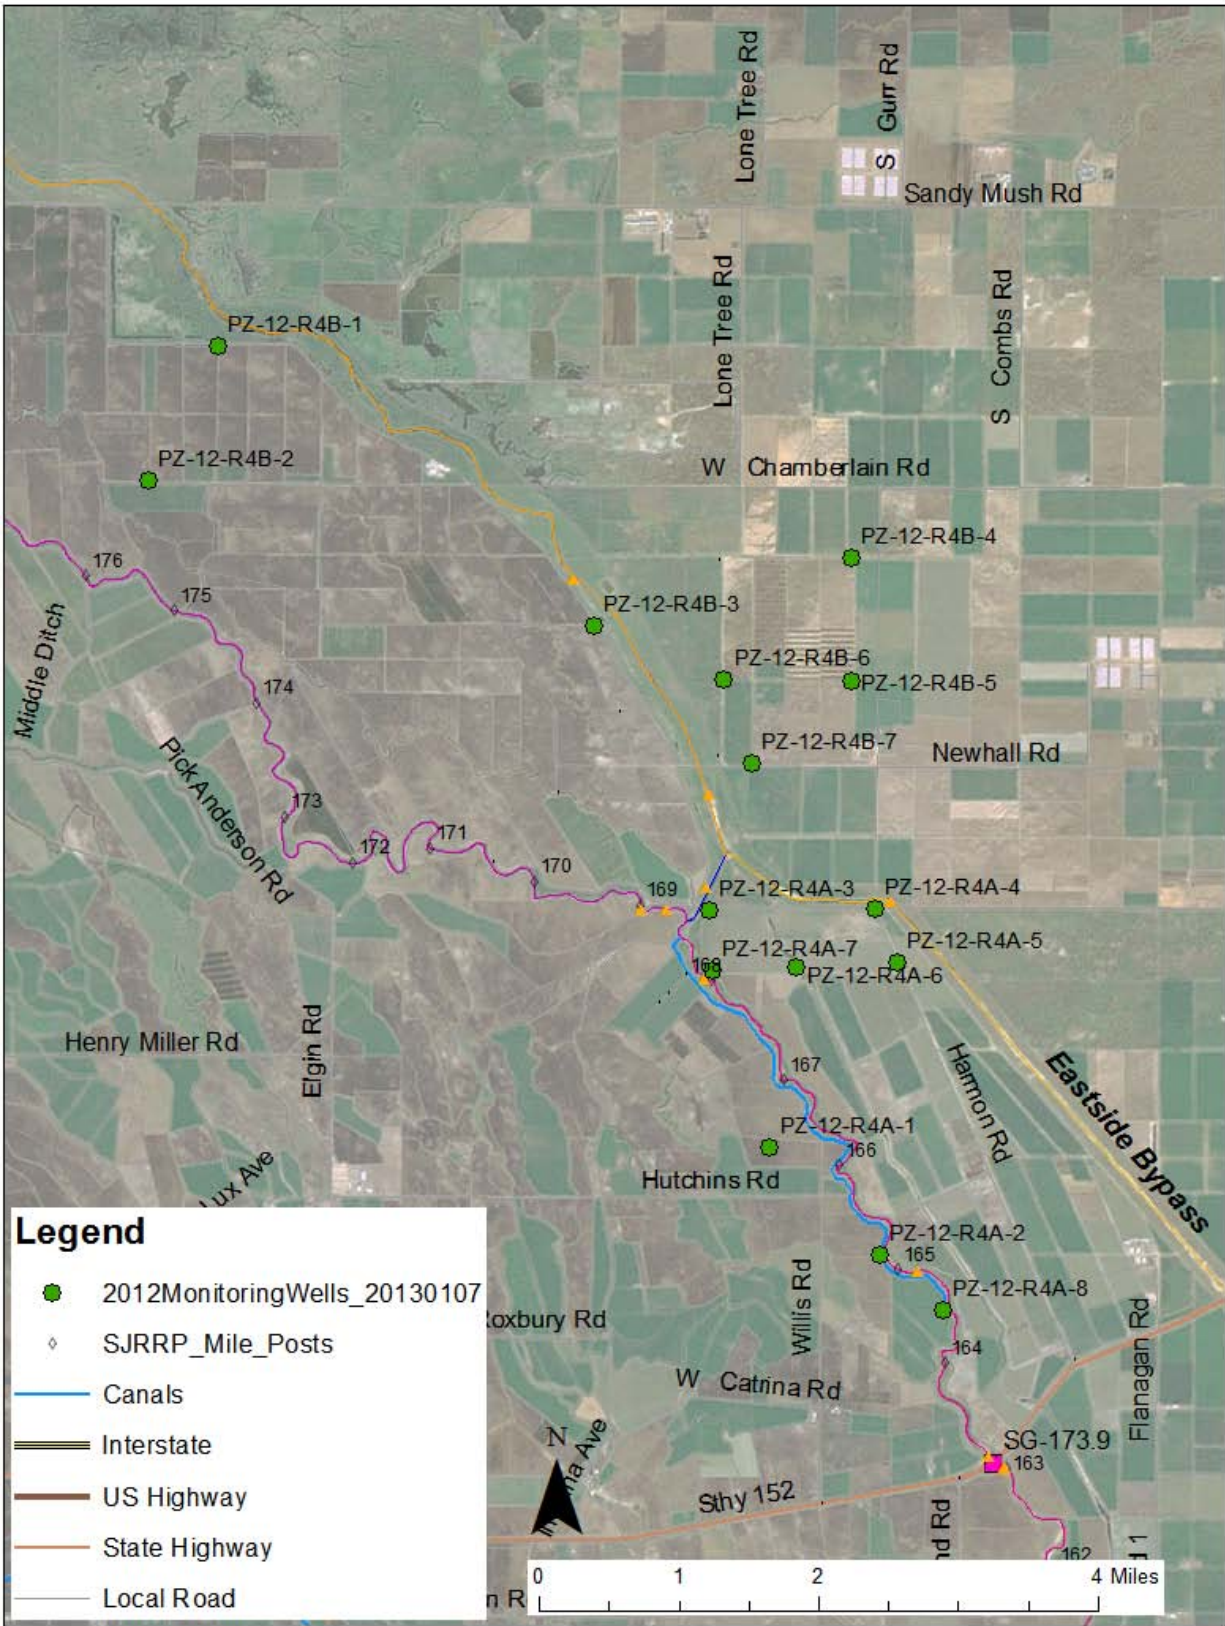 Lone Tree Rd
S Gurr Rd
Sandy Mush Rd
Lone Tree Rd
S Combs Rd
PZ-12-R4B-1
PZ-12-R4B-2
W Chamberlain Rd
PZ-12-R4B-4
176
175
PZ-12-R4B-3
Middle Ditch
174
PZ-12-R4B-6
PZ-12-R4B-5
PZ-12-R4B-7
Newhall Rd
Pick Anderson Rd
173
172
171
170
169
PZ-12-R4A-3
PZ-12-R4A-4
PZ-12-R4A-7
168
PZ-12-R4A-5
PZ-12-R4A-6
Henry Miller Rd
Elgin Rd
167
Harmon Rd
Eastside Bypass
PZ-12-R4A-1
166
Hutchins Rd
Lux Ave
PZ-12-R4A-2
165
PZ-12-R4A-8
Willis Rd
oxbury Rd
164
W Catrina Rd
Flanagan Rd
SG-173.9
163
Sthy 152
162
Legend
2012MonitoringWells_20130107
SJRRP_Mile_Posts
Canals
Interstate
US Highway
State Highway
Local Road
N
na Ave
nd Rd
d 1
n R
0 1 2 4 Miles